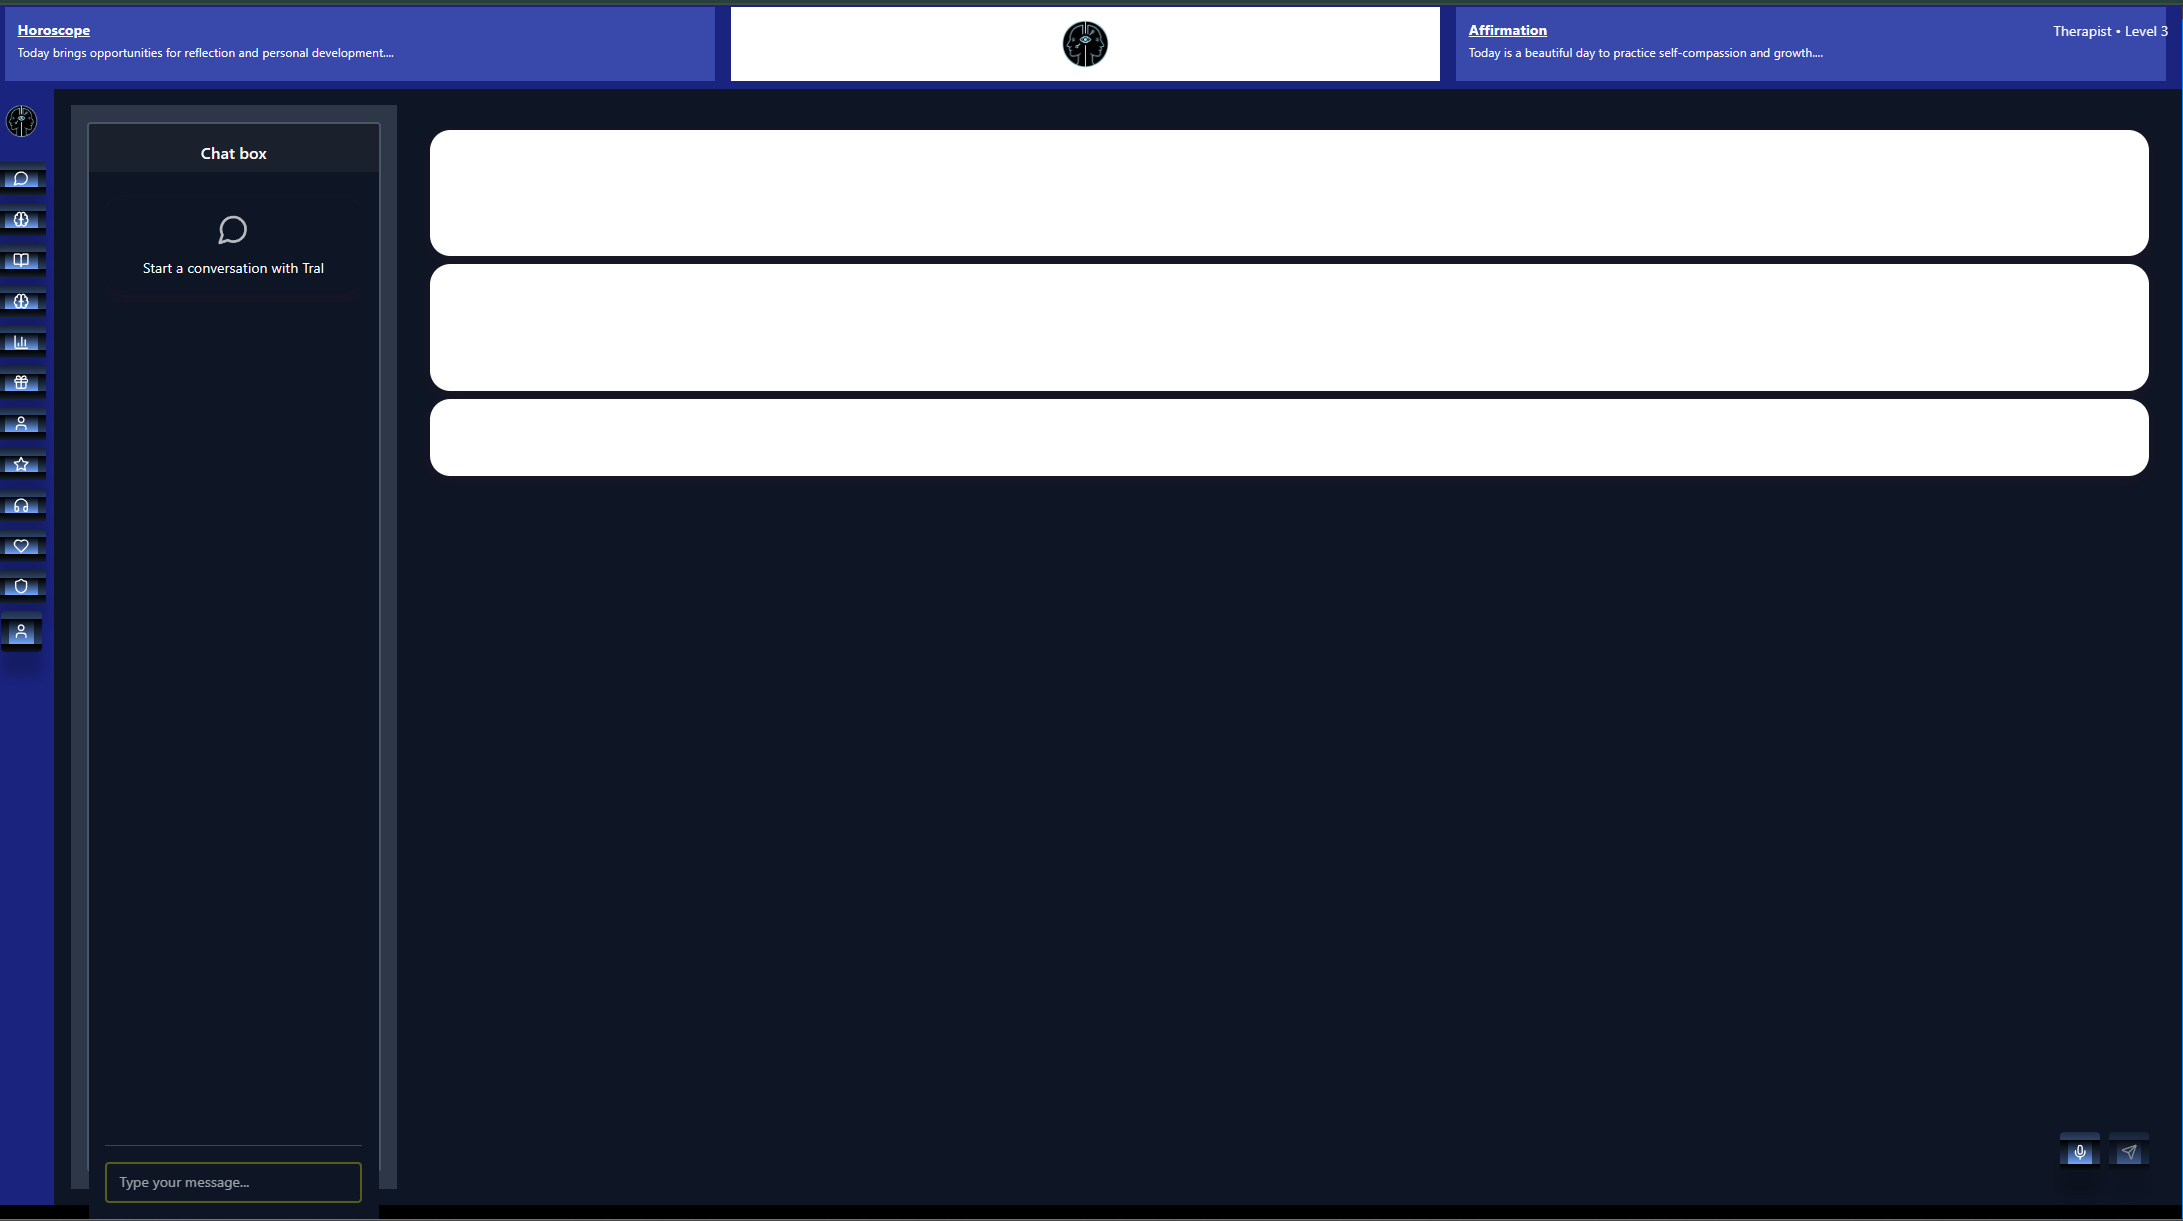 Horoscope
Today brings opportunities for reflection and personal development....
Affirmation
Today is a beautiful day to practice self-compassion and growth....
Therapist • Level 3
Chat box
Start a conversation with Tral
Type your message...